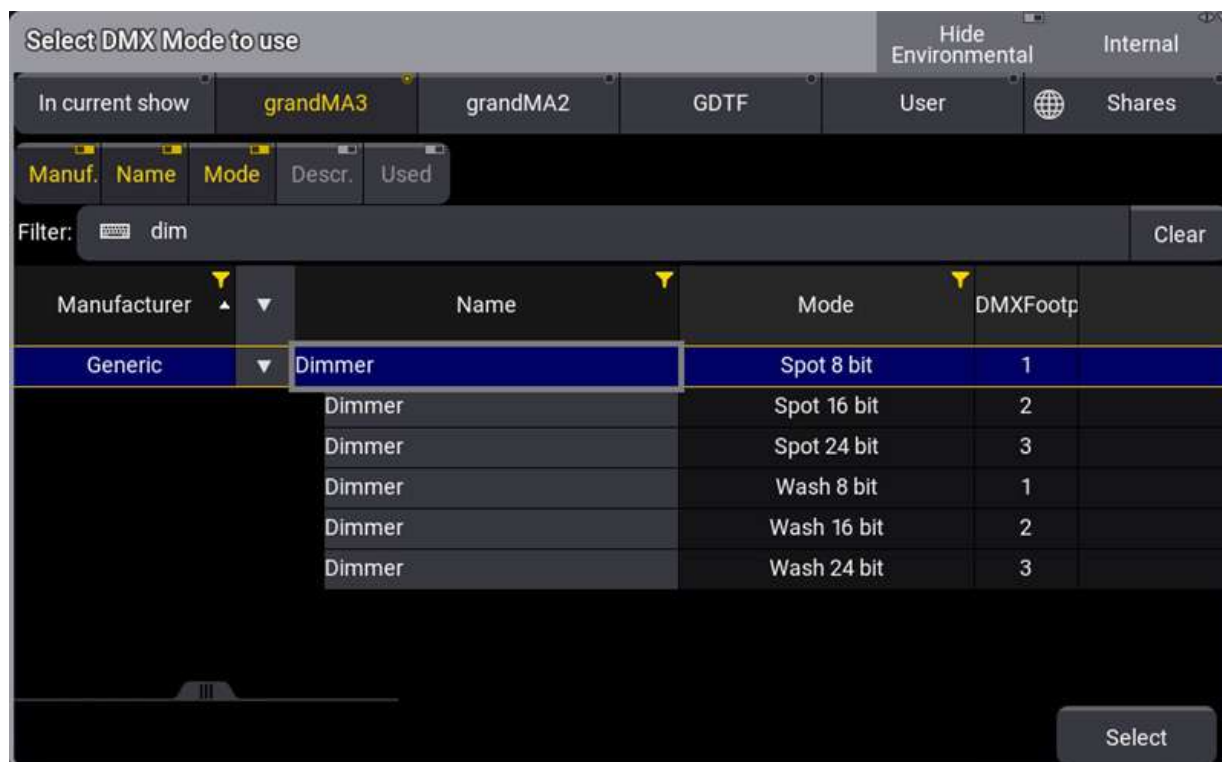 Select DMX Mode to use
Hide
Environmental
Internal
In current show grandMA3 grandMA2 GDTF User Shares
Manuf. Name Mode Descr. Used
Filter: dim Clear
Manufacturer Name Mode DMXFootp
Generic Dimmer Spot 8 bit 1
Dimmer Spot 16 bit 2
Dimmer Spot 24 bit 3
Dimmer Wash 8 bit 1
Dimmer Wash 16 bit 2
Dimmer Wash 24 bit 3
Select